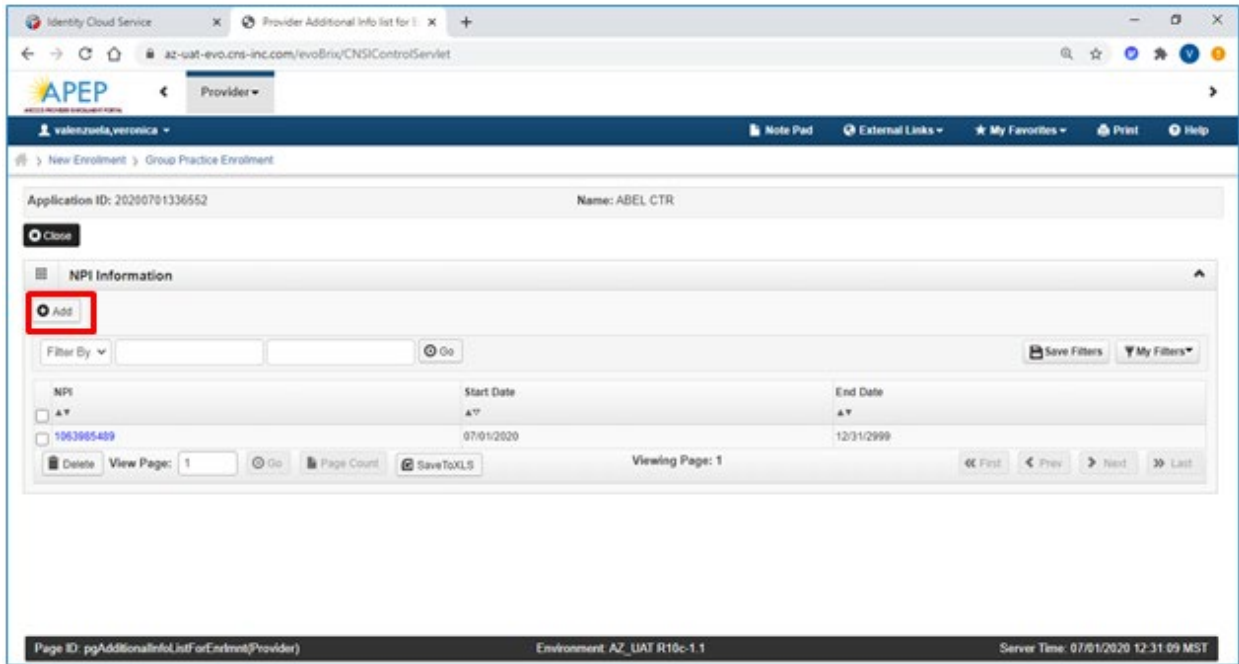 Identity Cloud Service
Provider Additional Info list for E
az-uat-evo.cns-inc.com/evoBrix/CNSIControlServlet
V
APEP
Provider
valenzuela,veronica
Note Pad
External Links
My Favorites
Print
Help
New Enrollment > Group Practice Enrollment
Application ID: 20200701336552
Name: ABEL CTR
Close
NPI Information
Add
Filter By
Go
Save Filters
My Filters
NPI
Start Date
End Date
1063985489
07/01/2020
12/31/2999
Delete
View Page: 1
Go
Page Count
SaveToXLS
Viewing Page: 1
First
Prev
Next
Last
Page ID: pgAdditionalInfoListForEnrlmnt(Provider)
Environment: AZ_UAT R10c-1.1
Server Time: 07/01/2020 12:31:09 MST